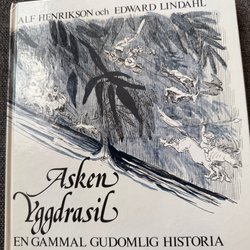 ALF HENRIKSON och EDWARD LINDAHL
Asken
Yggdrasil
EN GAMMAL GUDOMLIG HISTORIA